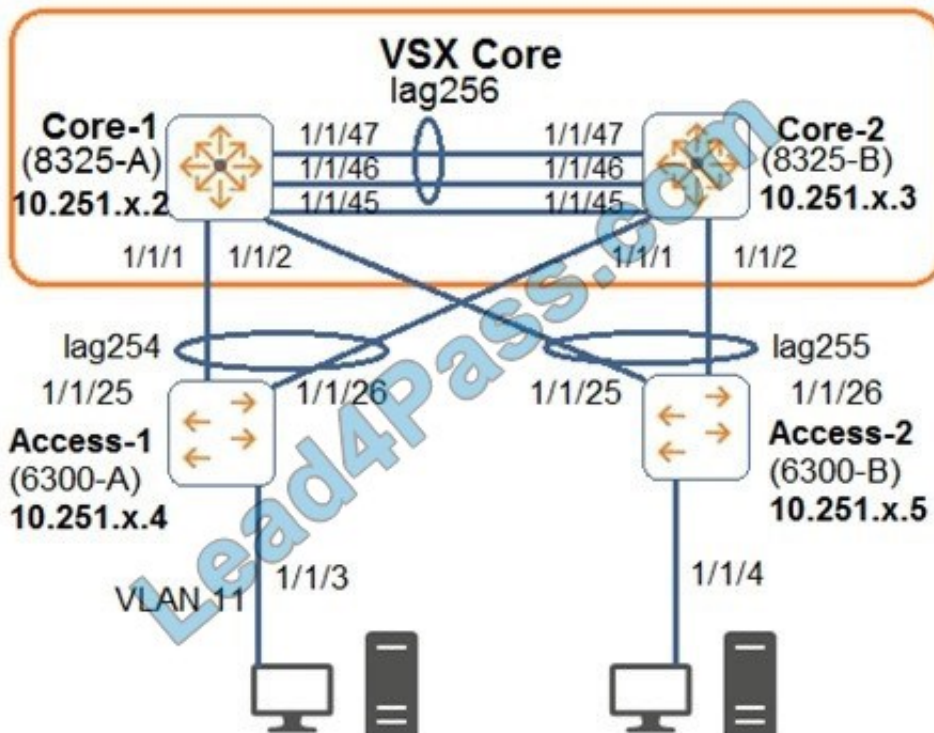 VSX Core
lag256
Core-1
(8325-A)
10.251.x.2
1/1/47
1/1/46
1/1/45
1/1/47
1/1/46
1/1/45
Core-2
(8325-B)
10.251.x.3
1/1/1
1/1/2
1/1/1
1/1/2
lag254
lag255
1/1/25
1/1/26
1/1/25
1/1/26
Access-1
(6300-A)
10.251.x.4
Access-2
(6300-B)
10.251.x.5
VLAN 11
1/1/3
1/1/4
Lead4Pass.com